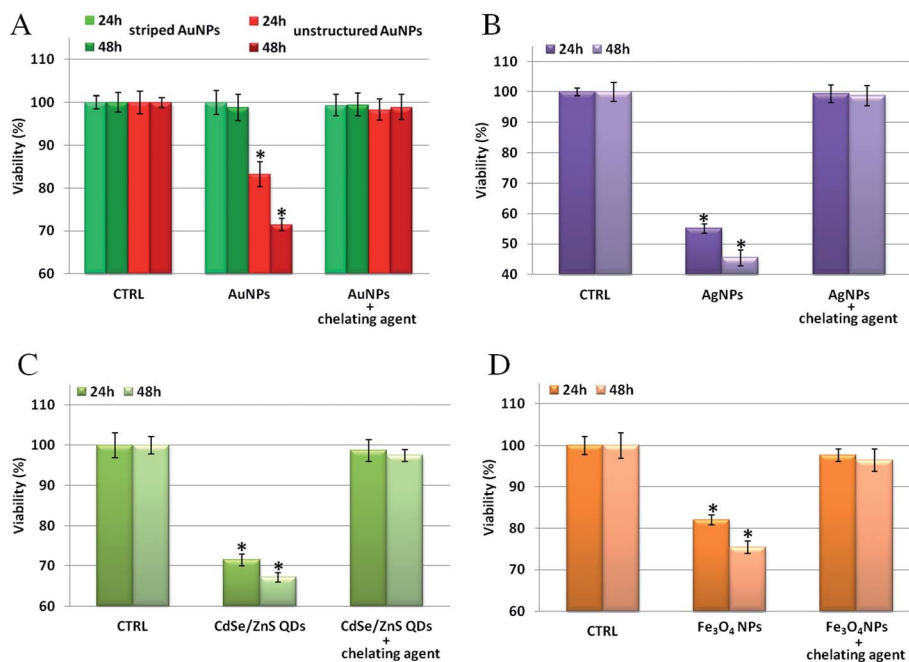 A
24h striped AuNPs 24h unstructured AuNPs
48h 48h
Viability (%)
110
100
90
80
70
60
*
*
CTRL AuNPs AuNPs
+
chelating agent
B
24h 48h
Viability (%)
110
100
90
80
70
60
50
40
*
*
CTRL AgNPs AgNPs
+
chelating agent
C
24h 48h
Viability (%)
110
100
90
80
70
60
*
*
CTRL CdSe/ZnS QDs CdSe/ZnS QDs
+
chelating agent
D
24h 48h
Viability (%)
110
100
90
80
70
60
*
*
CTRL Fe₃O₄ NPs Fe₃O₄NPs
+
chelating agent